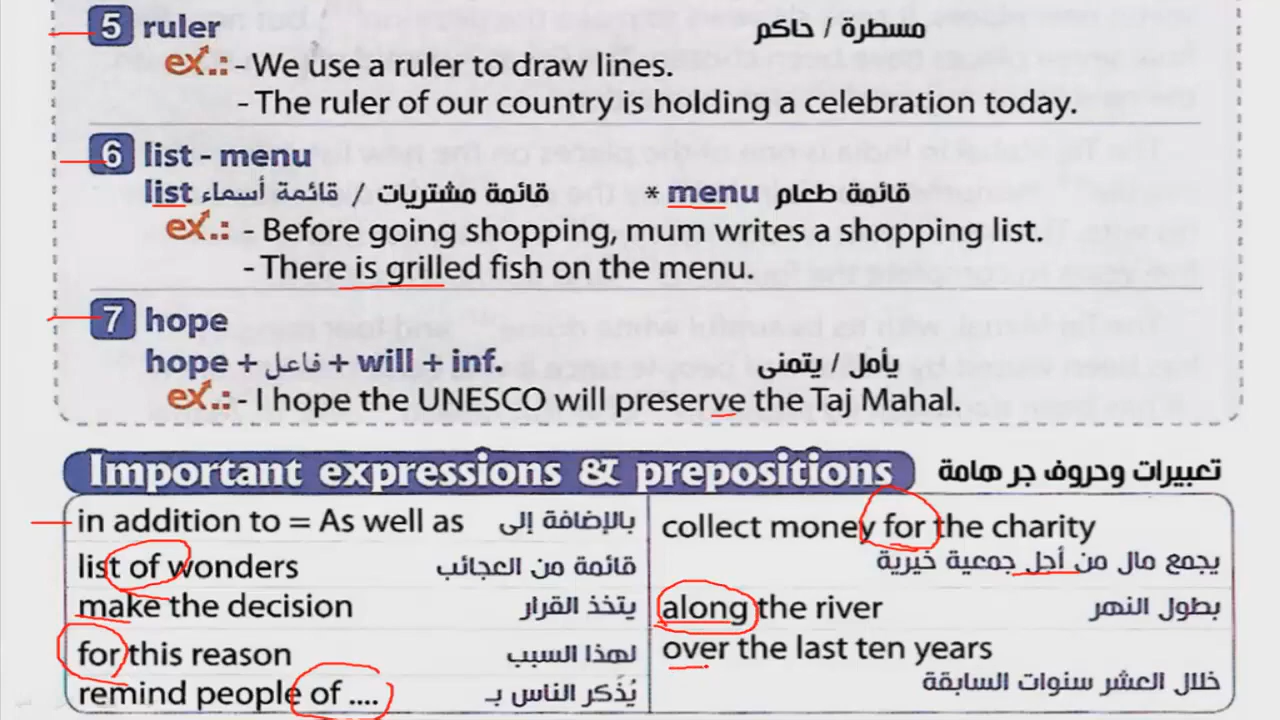 5 ruler مسطرة / حاكم
ex.: - We use a ruler to draw lines.
- The ruler of our country is holding a celebration today.
6 list - menu
list قائمة مشتريات / قائمة أسماء * menu قائمة طعام
ex.: - Before going shopping, mum writes a shopping list.
- There is grilled fish on the menu.
7 hope
hope + فاعل + will + inf. يأمل / يتمنى
ex.: - I hope the UNESCO will preserve the Taj Mahal.
Important expressions & prepositions تعبيرات وحروف جر هامة
in addition to = As well as بالإضافة إلى
list of wonders قائمة من العجائب
make the decision يتخذ القرار
for this reason لهذا السبب
remind people of .... يُذَكر الناس بـ
collect money for the charity
يجمع مال من أجل جمعية خيرية
along the river بطول النهر
over the last ten years
خلال العشر سنوات السابقة